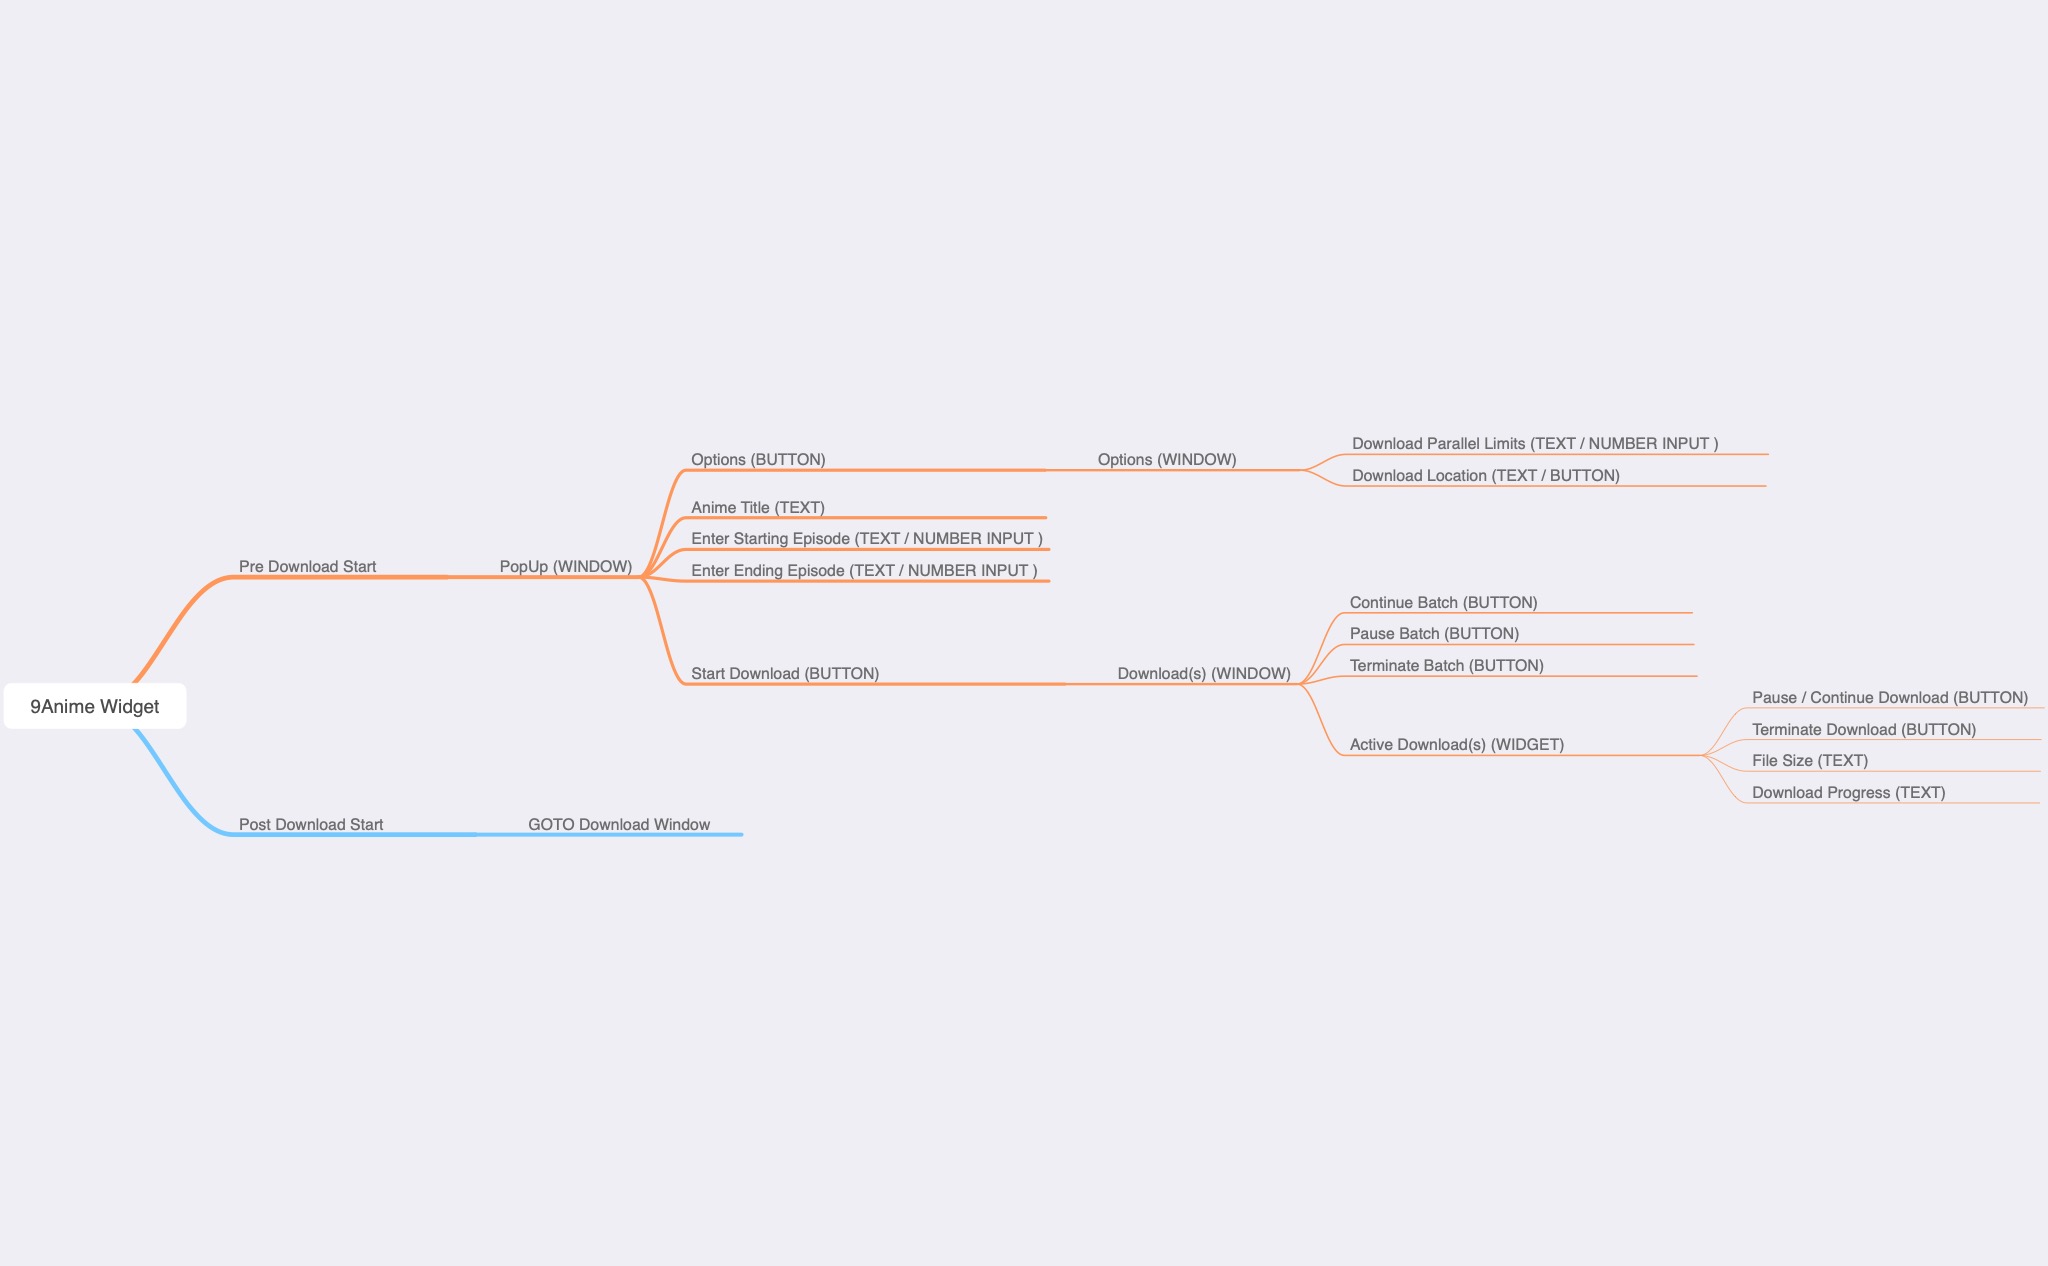 9Anime Widget
Pre Download Start
PopUp (WINDOW)
Options (BUTTON)
Options (WINDOW)
Download Parallel Limits (TEXT / NUMBER INPUT )
Download Location (TEXT / BUTTON)
Anime Title (TEXT)
Enter Starting Episode (TEXT / NUMBER INPUT )
Enter Ending Episode (TEXT / NUMBER INPUT )
Start Download (BUTTON)
Download(s) (WINDOW)
Continue Batch (BUTTON)
Pause Batch (BUTTON)
Terminate Batch (BUTTON)
Active Download(s) (WIDGET)
Pause / Continue Download (BUTTON)
Terminate Download (BUTTON)
File Size (TEXT)
Download Progress (TEXT)
Post Download Start
GOTO Download Window